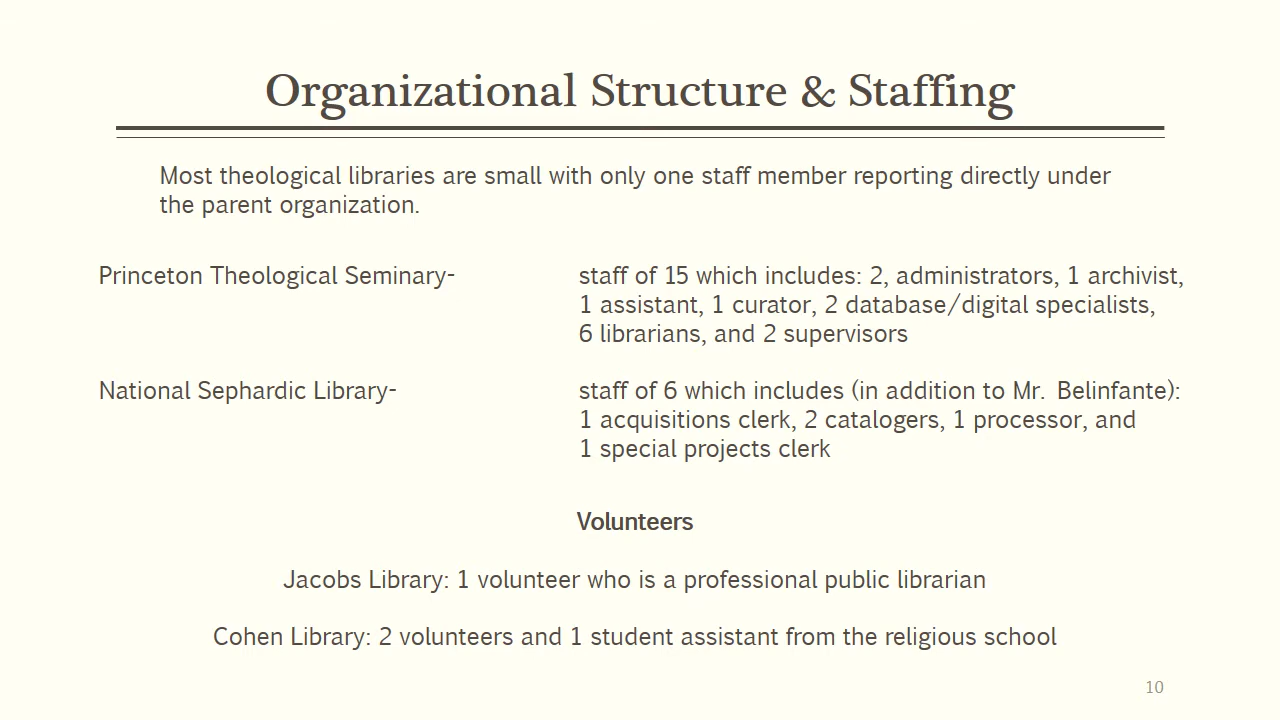 Organizational Structure & Staffing
Most theological libraries are small with only one staff member reporting directly under
the parent organization.
Princeton Theological Seminary-
staff of 15 which includes: 2, administrators, 1 archivist,
1 assistant, 1 curator, 2 database/digital specialists,
6 librarians, and 2 supervisors
National Sephardic Library-
staff of 6 which includes (in addition to Mr. Belinfante):
1 acquisitions clerk, 2 catalogers, 1 processor, and
1 special projects clerk
Volunteers
Jacobs Library: 1 volunteer who is a professional public librarian
Cohen Library: 2 volunteers and 1 student assistant from the religious school
10